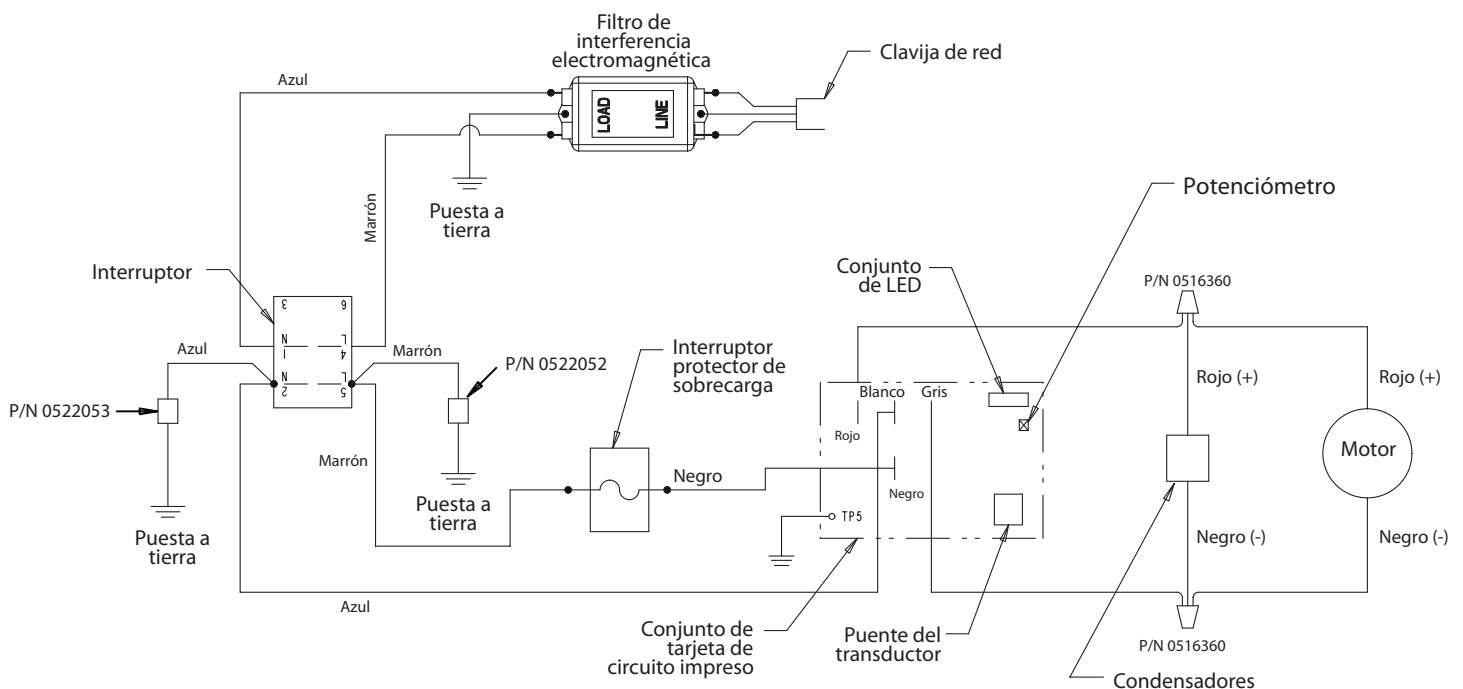 Filtro de
interferencia
electromagnética
Clavija de red
Azul
LOAD
LINE
Marrón
Puesta a
tierra
Potenciómetro
Interruptor
Conjunto
de LED
P/N 0516360
3
6
N
1
L
4
N
2
L
5
Azul
Marrón
P/N 0522052
Interruptor
protector de
sobrecarga
P/N 0522053
Blanco
Gris
Rojo (+)
Rojo (+)
Rojo
Motor
Marrón
Negro
Negro
Puesta a
tierra
TP5
Puesta a
tierra
Negro (-)
Negro (-)
Azul
Conjunto de
tarjeta de
circuito impreso
Puente del
transductor
P/N 0516360
Condensadores